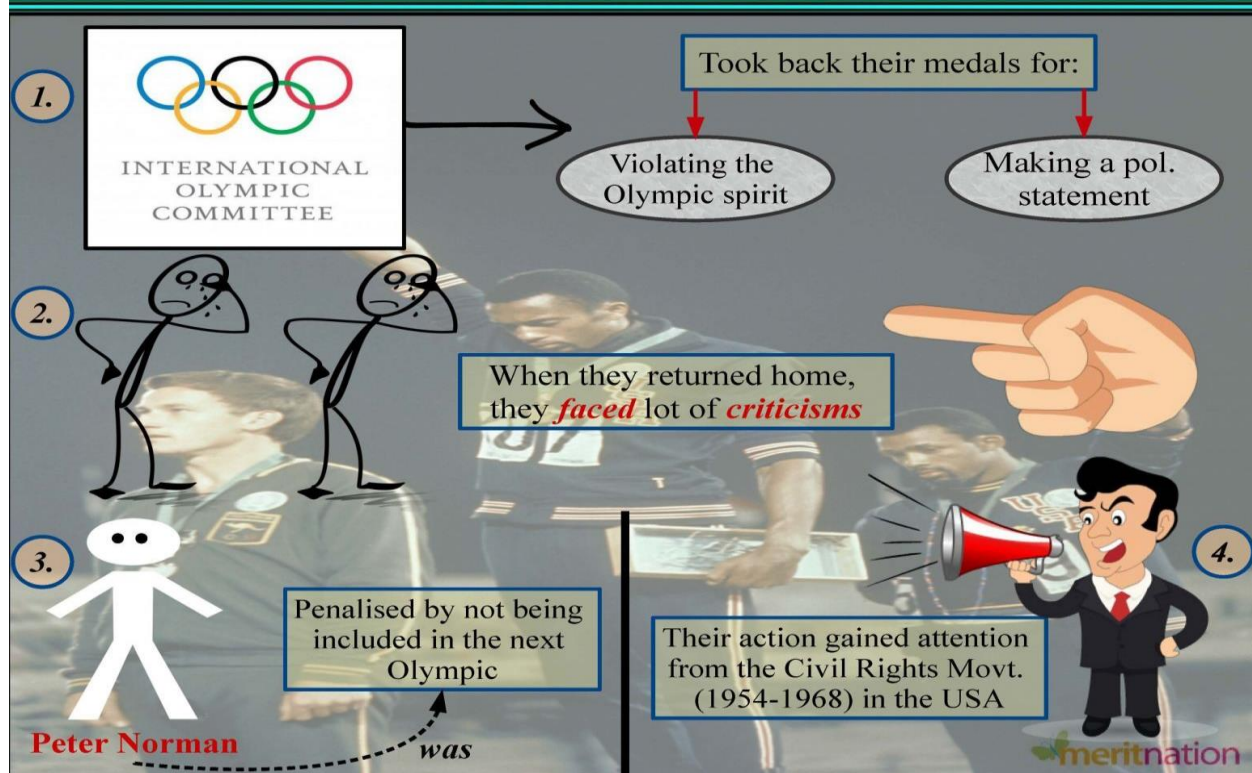 1.
INTERNATIONAL
OLYMPIC
COMMITTEE
Took back their medals for:
Violating the
Olympic spirit
Making a pol.
statement
2.
When they returned home,
they faced lot of criticisms
3.
Penalised by not being
included in the next
Olympic
Peter Norman
was
4.
Their action gained attention
from the Civil Rights Movt.
(1954-1968) in the USA
meritnation